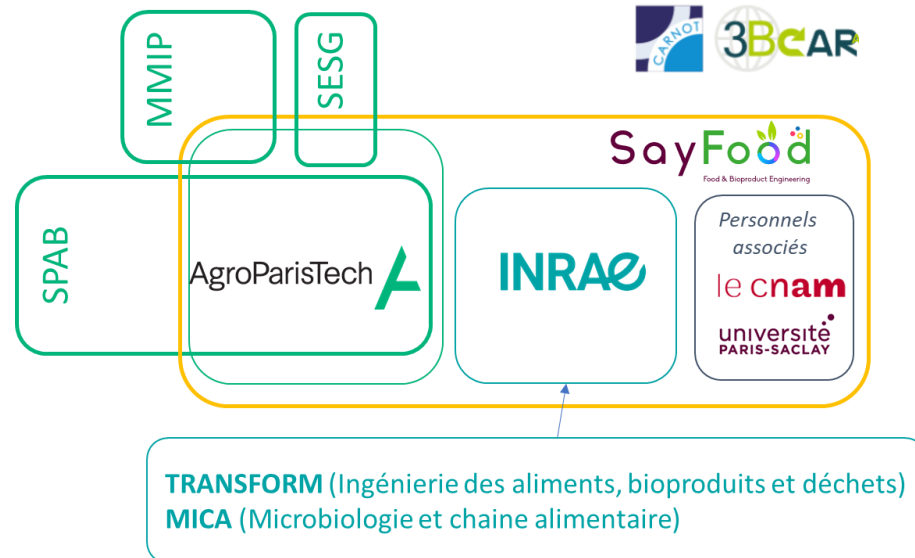 MMIP
SESG
CARNOT
3BCAR
SayFood
Food & Bioproduct Engineering
SPAB
AgroParisTech
INRAE
Personnels
associés
le cnam
université
PARIS-SACLAY
TRANSFORM (Ingénierie des aliments, bioproduits et déchets)
MICA (Microbiologie et chaine alimentaire)